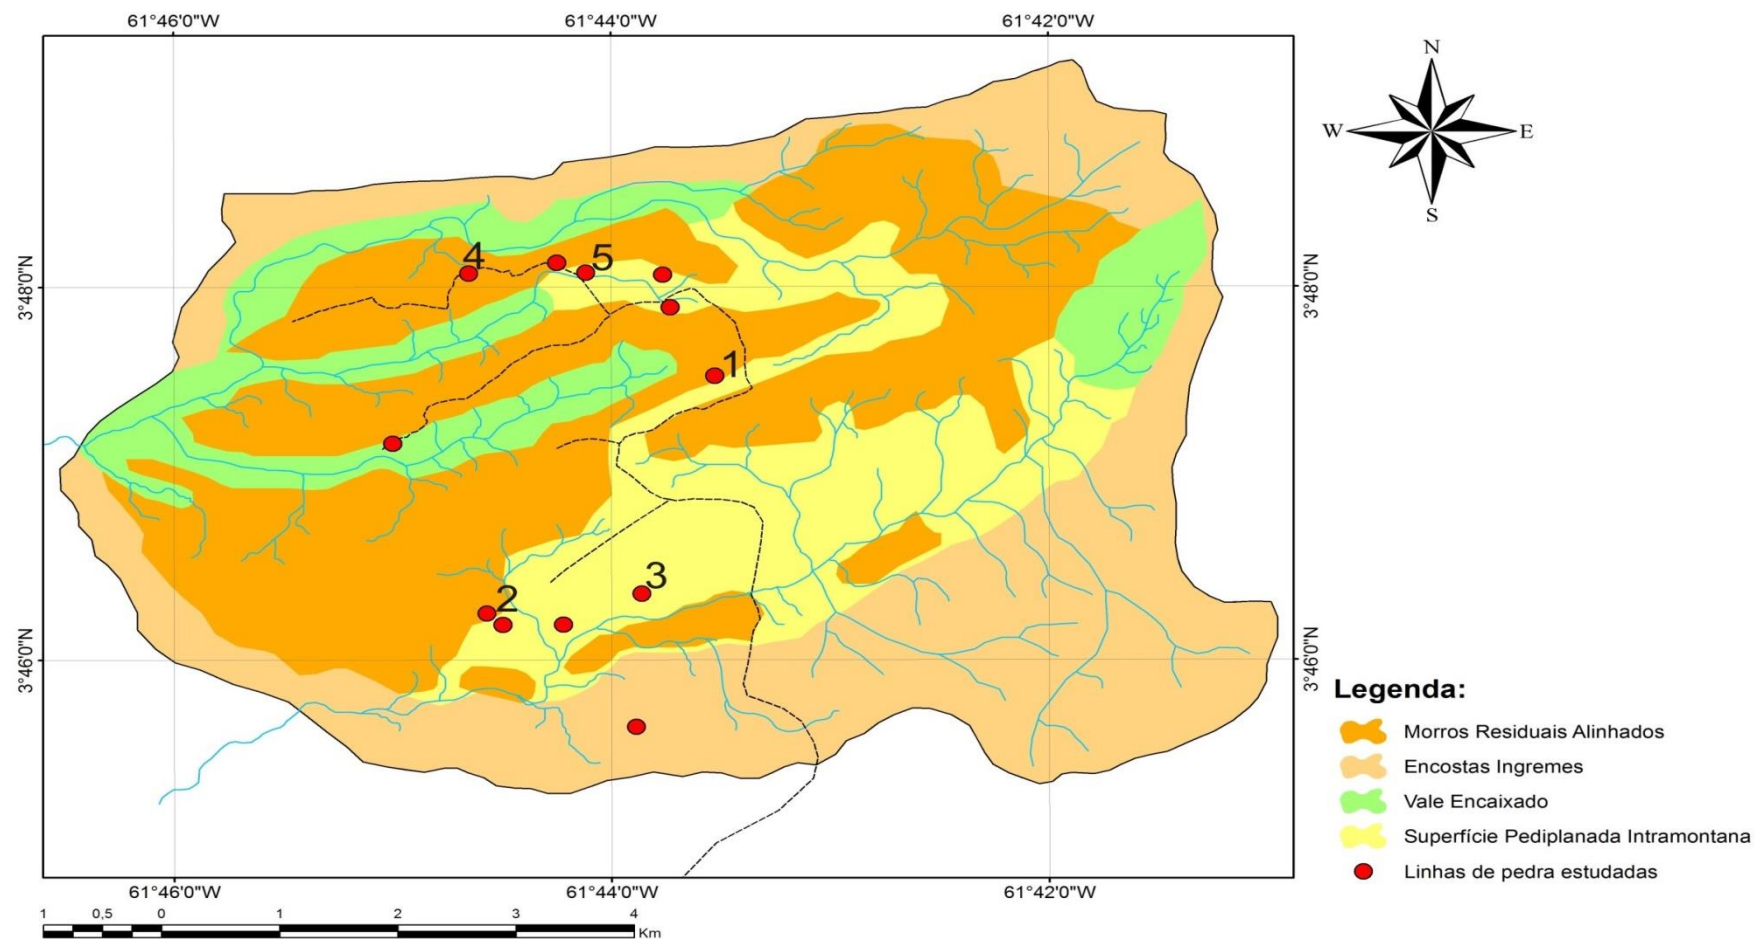 61°46'0"W 61°44'0"W 61°42'0"W
N
W E
S
4 5
3°48'0"N 3°48'0"N
1
3
2
3°46'0"N 3°46'0"N
Legenda:
Morros Residuais Alinhados
Encostas Ingremes
Vale Encaixado
Superfície Pediplanada Intramontana
Linhas de pedra estudadas
61°46'0"W 61°44'0"W 61°42'0"W
1 0,5 0 1 2 3 4
Km